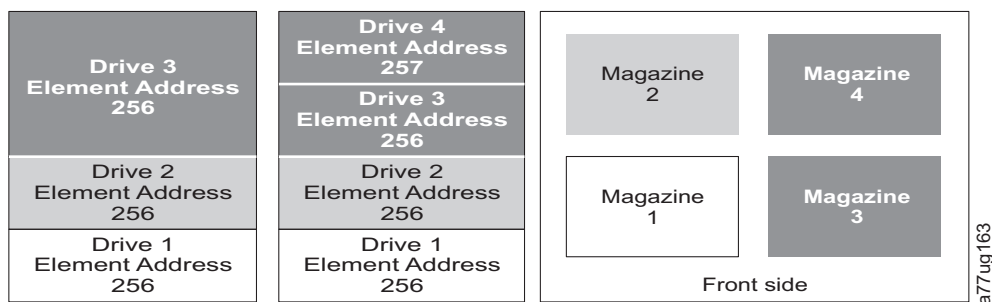 Drive 3
Element Address
256
Drive 2
Element Address
256
Drive 1
Element Address
256
Drive 4
Element Address
257
Drive 3
Element Address
256
Drive 2
Element Address
256
Drive 1
Element Address
256
Magazine
2
Magazine
4
Magazine
1
Magazine
3
Front side
a77ug163